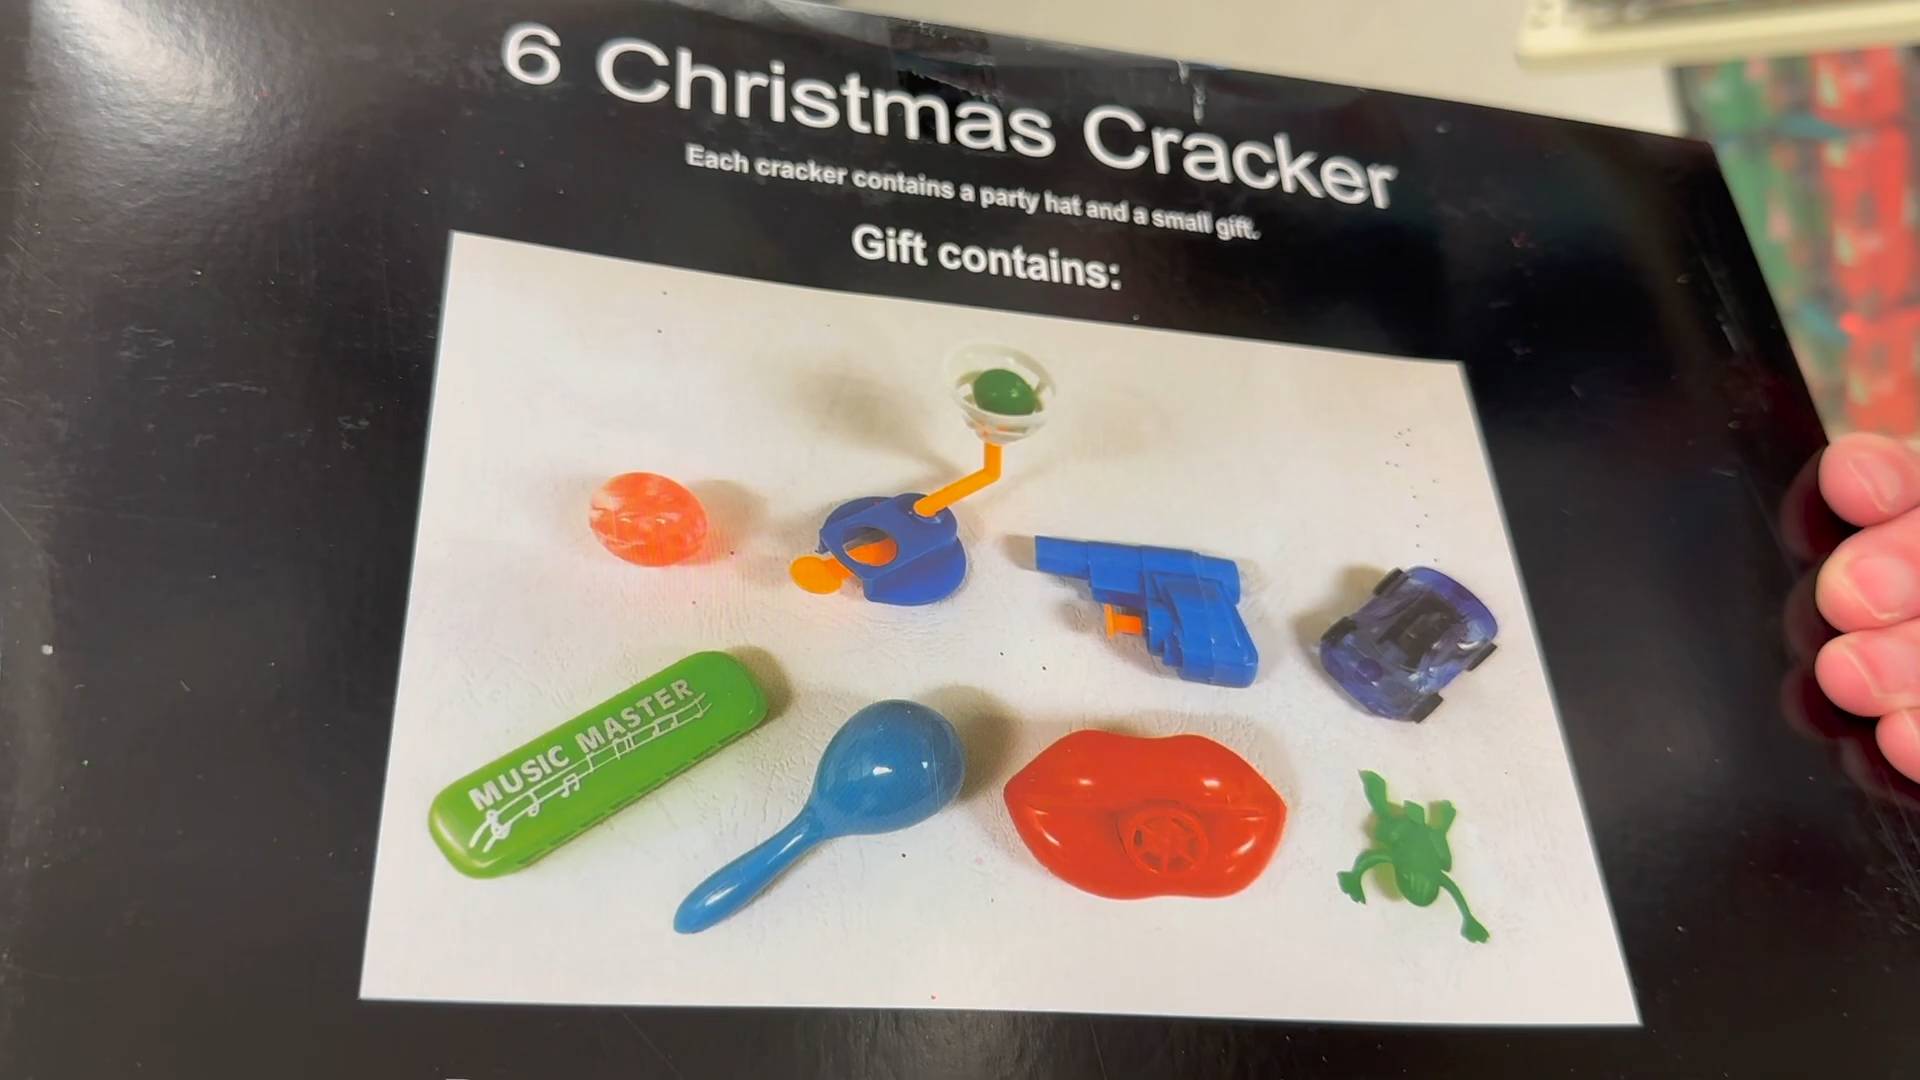 6 Christmas Cracker
Each cracker contains a party hat and a small gift.
Gift contains:
MUSIC MASTER